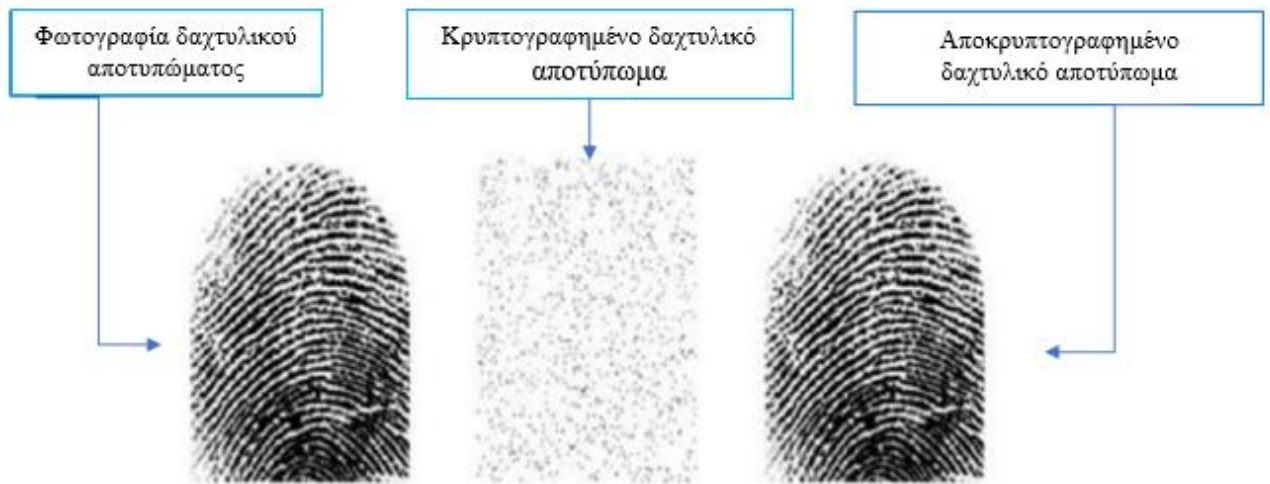 Φωτογραφία δαχτυλικού
αποτυπώματος
Κρυπτογραφημένο δαχτυλικό
αποτύπωμα
Αποκρυπτογραφημένο
δαχτυλικό αποτύπωμα